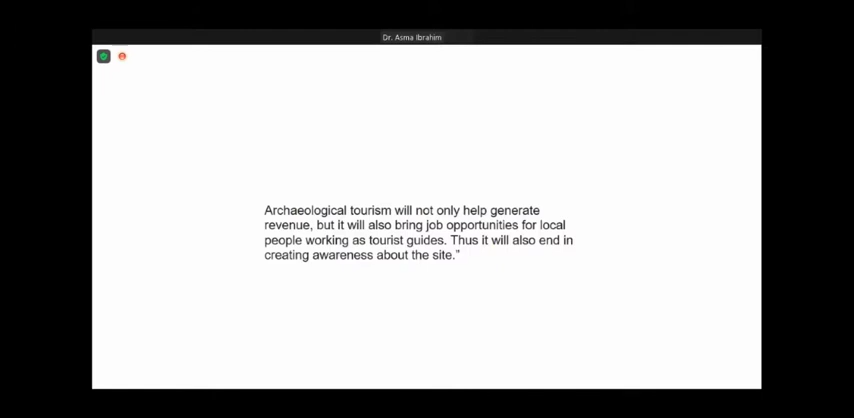 Dr. Asma Ibrahim
Archaeological tourism will not only help generate
revenue, but it will also bring job opportunities for local
people working as tourist guides. Thus it will also end in
creating awareness about the site."